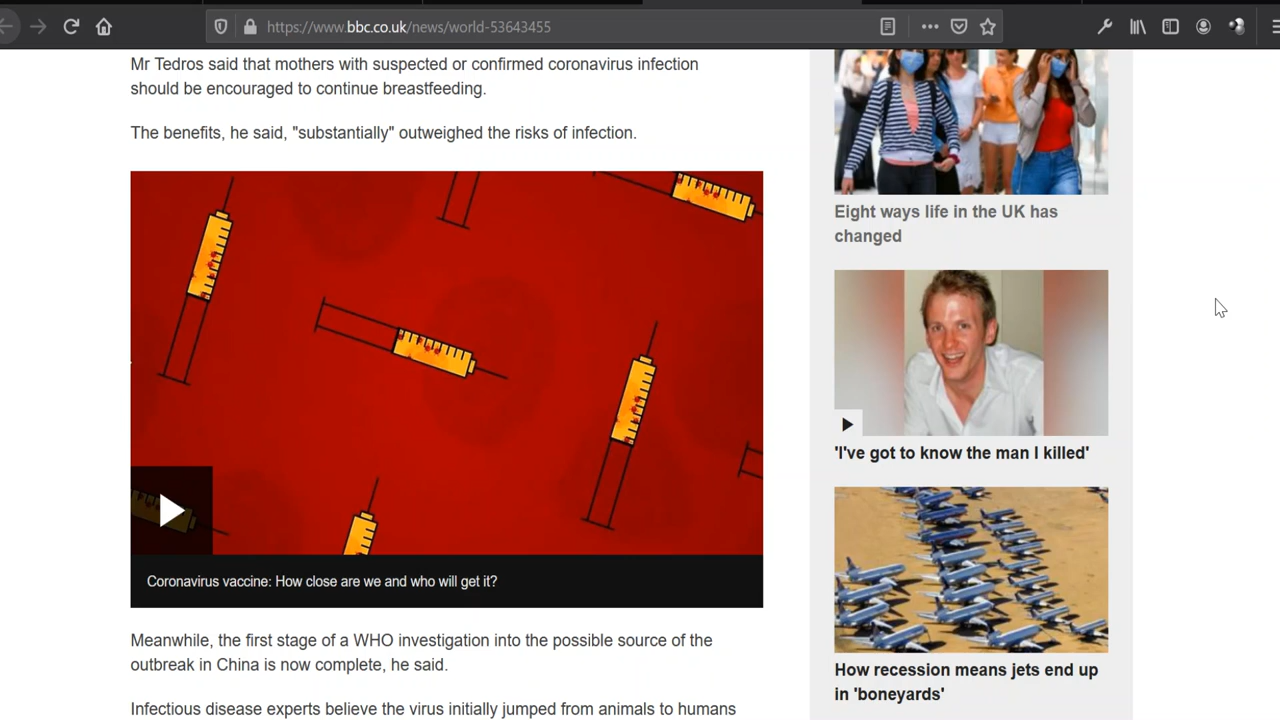 https://www.bbc.co.uk/news/world-53643455
Mr Tedros said that mothers with suspected or confirmed coronavirus infection
should be encouraged to continue breastfeeding.
The benefits, he said, "substantially" outweighed the risks of infection.
Coronavirus vaccine: How close are we and who will get it?
Meanwhile, the first stage of a WHO investigation into the possible source of the
outbreak in China is now complete, he said.
Infectious disease experts believe the virus initially jumped from animals to humans
Eight ways life in the UK has
changed
'I've got to know the man I killed'
How recession means jets end up
in 'boneyards'